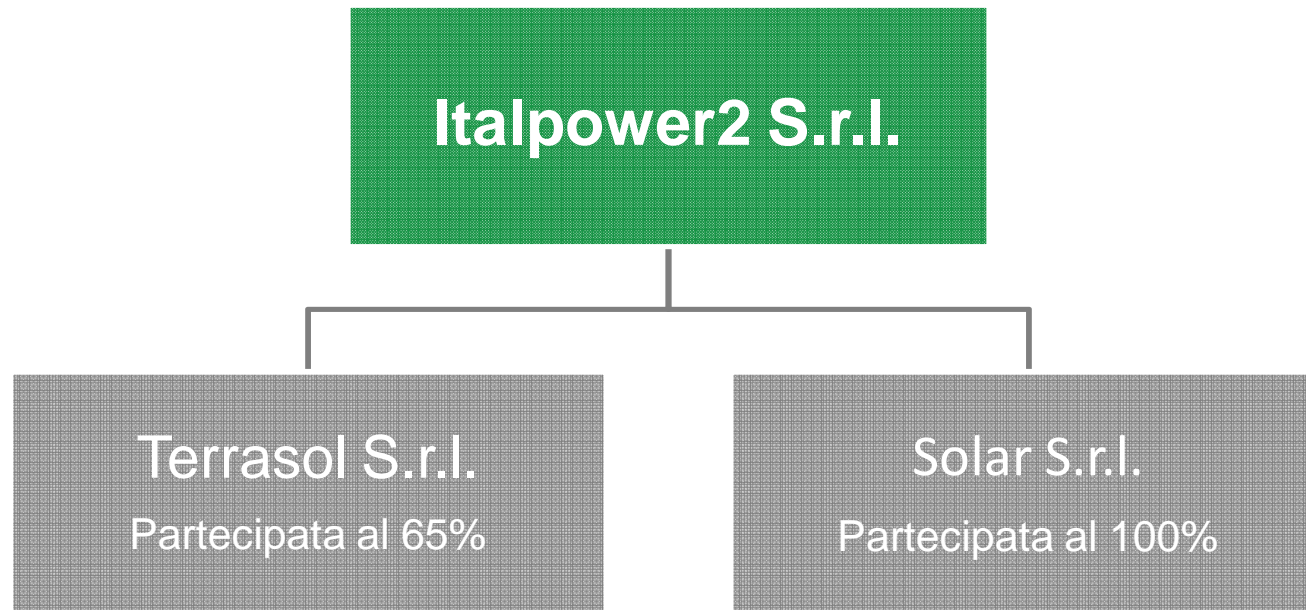 Italpower2 S.r.l.
Terrasol S.r.l.
Partecipata al 65%
Solar S.r.l.
Partecipata al 100%